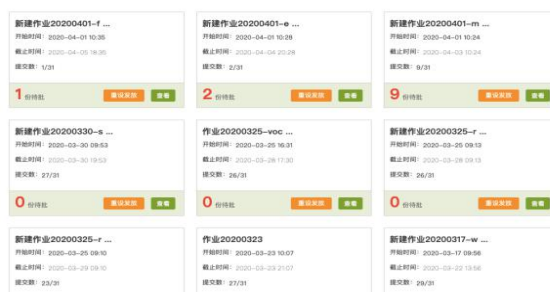 新建作业20200401-f ...
开始时间：2020-04-01 10:35
截止时间：2020-04-05 18:35
提交数：1/31
1 份待批 重设发放 查看
新建作业20200401-e ...
开始时间：2020-04-01 10:28
截止时间：2020-04-04 20:28
提交数：2/31
2 份待批 重设发放 查看
新建作业20200401-m ...
开始时间：2020-04-01 10:24
截止时间：2020-04-03 10:24
提交数：9/31
9 份待批 重设发放 查看
新建作业20200330-s ...
开始时间：2020-03-30 09:53
截止时间：2020-03-30 19:53
提交数：27/31
0 份待批 重设发放 查看
作业20200325-voc ...
开始时间：2020-03-25 16:31
截止时间：2020-03-28 17:30
提交数：26/31
0 份待批 重设发放 查看
新建作业20200325-r ...
开始时间：2020-03-25 09:13
截止时间：2020-03-28 09:13
提交数：26/31
0 份待批 重设发放 查看
新建作业20200325-r ...
开始时间：2020-03-25 09:10
截止时间：2020-03-29 09:10
提交数：23/31
作业20200323
开始时间：2020-03-23 10:07
截止时间：2020-03-23 21:07
提交数：27/31
新建作业20200317-w ...
开始时间：2020-03-17 09:56
截止时间：2020-03-22 13:56
提交数：29/31